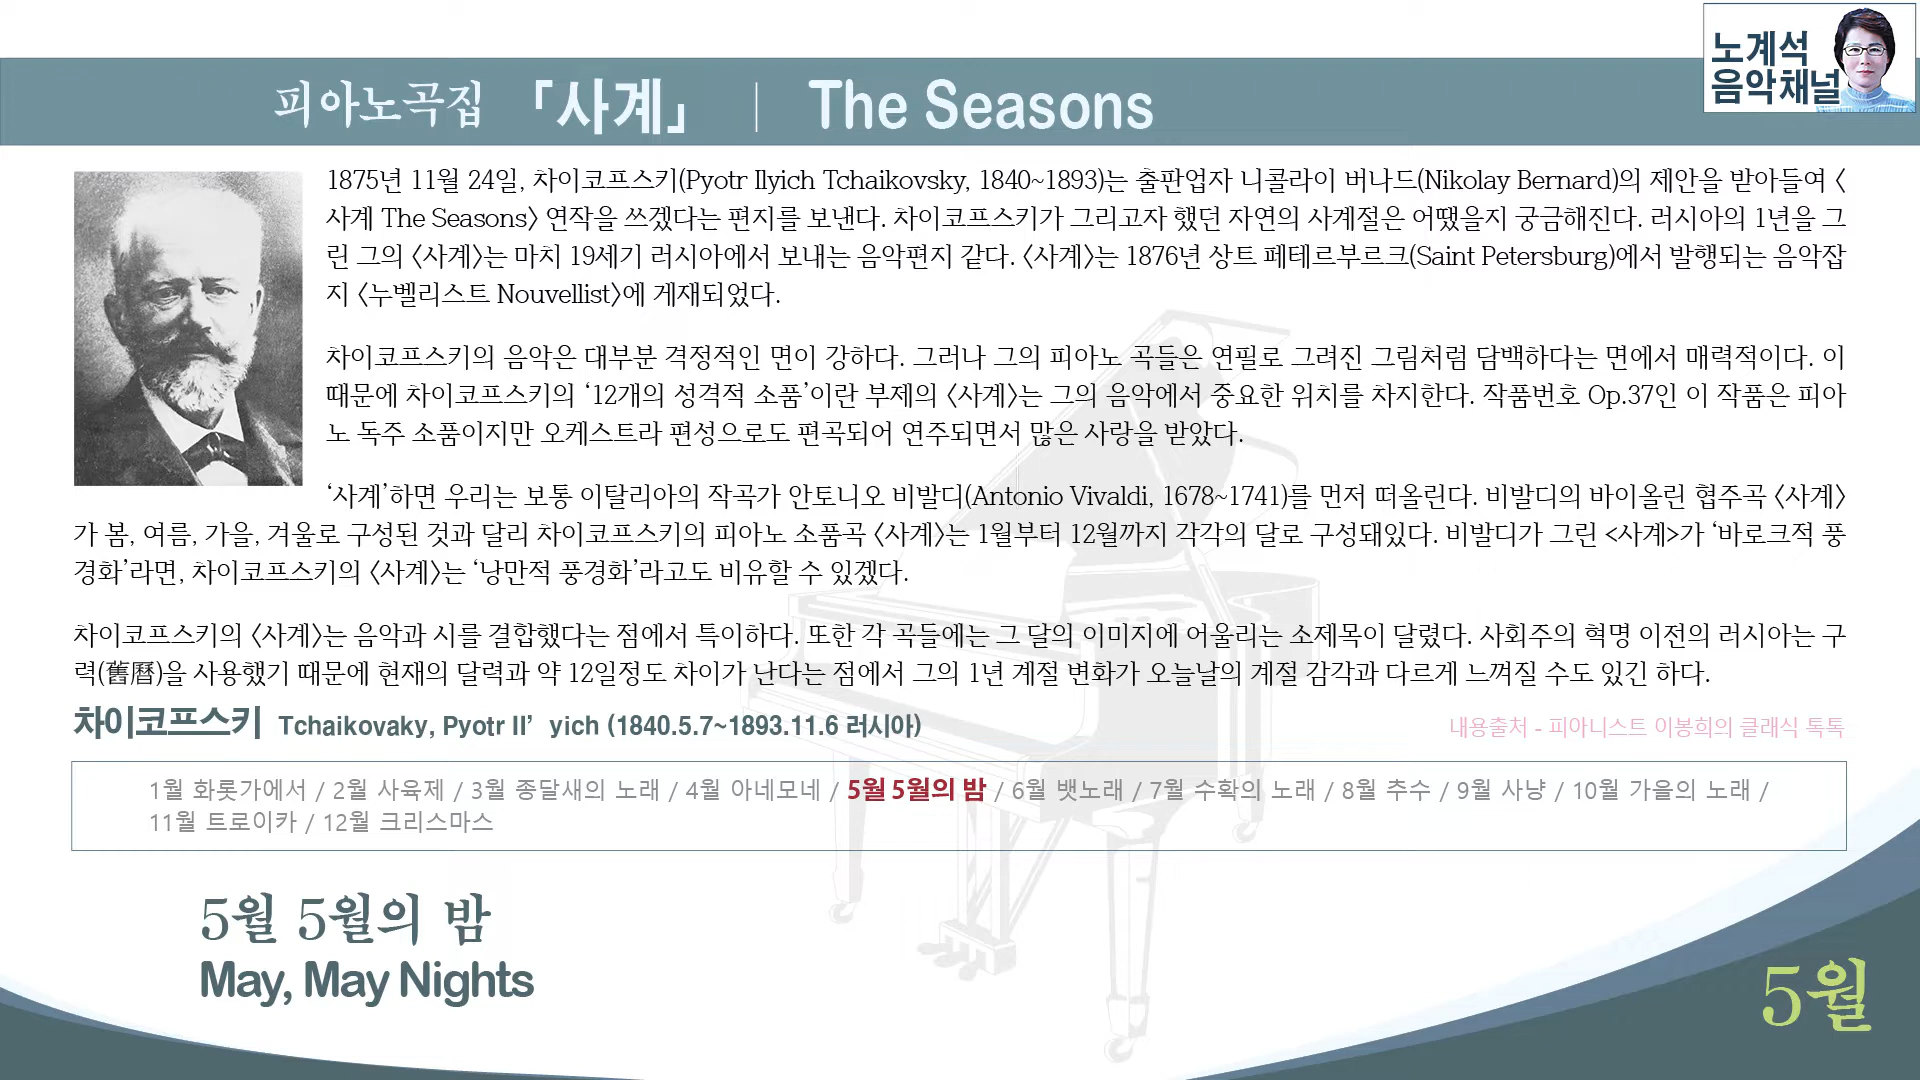 노계석
음악채널
피아노곡집 「사계」 | The Seasons
1875년 11월 24일, 차이코프스키(Pyotr Ilyich Tchaikovsky, 1840~1893)는 출판업자 니콜라이 버나드(Nikolay Bernard)의 제안을 받아들여 〈
사계 The Seasons〉 연작을 쓰겠다는 편지를 보낸다. 차이코프스키가 그리고자 했던 자연의 사계절은 어땠을지 궁금해진다. 러시아의 1년을 그
린 그의 〈사계〉는 마치 19세기 러시아에서 보내는 음악편지 같다. 〈사계〉는 1876년 상트 페테르부르크(Saint Petersburg)에서 발행되는 음악잡
지 〈누벨리스트 Nouvellist〉에 게재되었다.
차이코프스키의 음악은 대부분 격정적인 면이 강하다. 그러나 그의 피아노 곡들은 연필로 그려진 그림처럼 담백하다는 면에서 매력적이다. 이
때문에 차이코프스키의 ‘12개의 성격적 소품’이란 부제의 〈사계〉는 그의 음악에서 중요한 위치를 차지한다. 작품번호 Op.37인 이 작품은 피아
노 독주 소품이지만 오케스트라 편성으로도 편곡되어 연주되면서 많은 사랑을 받았다.
‘사계’하면 우리는 보통 이탈리아의 작곡가 안토니오 비발디(Antonio Vivaldi, 1678~1741)를 먼저 떠올린다. 비발디의 바이올린 협주곡 〈사계〉
가 봄, 여름, 가을, 겨울로 구성된 것과 달리 차이코프스키의 피아노 소품곡 〈사계〉는 1월부터 12월까지 각각의 달로 구성돼있다. 비발디가 그린 <사계>가 ‘바로크적 풍
경화’라면, 차이코프스키의 〈사계〉는 ‘낭만적 풍경화’라고도 비유할 수 있겠다.
차이코프스키의 〈사계〉는 음악과 시를 결합했다는 점에서 특이하다. 또한 각 곡들에는 그 달의 이미지에 어울리는 소제목이 달렸다. 사회주의 혁명 이전의 러시아는 구
력(舊曆)을 사용했기 때문에 현재의 달력과 약 12일정도 차이가 난다는 점에서 그의 1년 계절 변화가 오늘날의 계절 감각과 다르게 느껴질 수도 있긴 하다.
차이코프스키 Tchaikovaky, Pyotr Il’yich (1840.5.7~1893.11.6 러시아)
내용출처 - 피아니스트 이봉희의 클래식 톡톡
1월 화롯가에서 / 2월 사육제 / 3월 종달새의 노래 / 4월 아네모네 / 5월 5월의 밤 / 6월 뱃노래 / 7월 수확의 노래 / 8월 추수 / 9월 사냥 / 10월 가을의 노래 /
11월 트로이카 / 12월 크리스마스
5월 5월의 밤
May, May Nights
5월